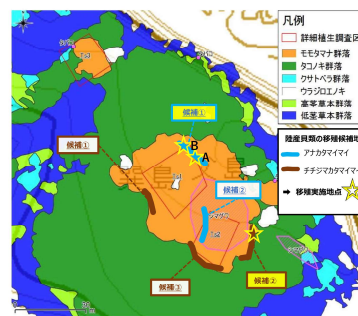 凡例
詳細植生調査区
モモタマナ群落
タコノキ群落
クサトベラ群落
ウラジロエノキ
高茎草本群落
低茎草本群落
陸産貝類の移殖候補地
アナカタマイマイ
チチジマカタマイマイ
移殖実施地点
候補①
B
A
候補①
候補②
候補③
候補②